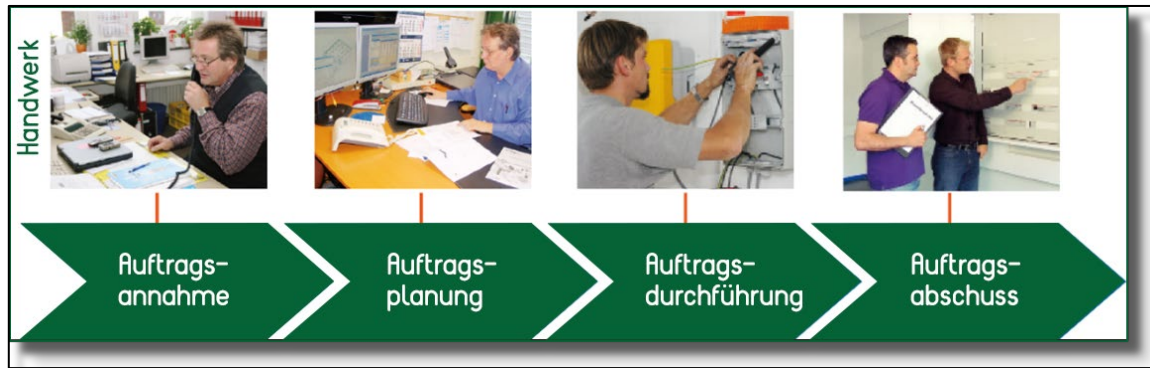 Handwerk
Auftrags-
annahme
Auftrags-
planung
Auftrags-
durchführung
Auftrags-
abschuss